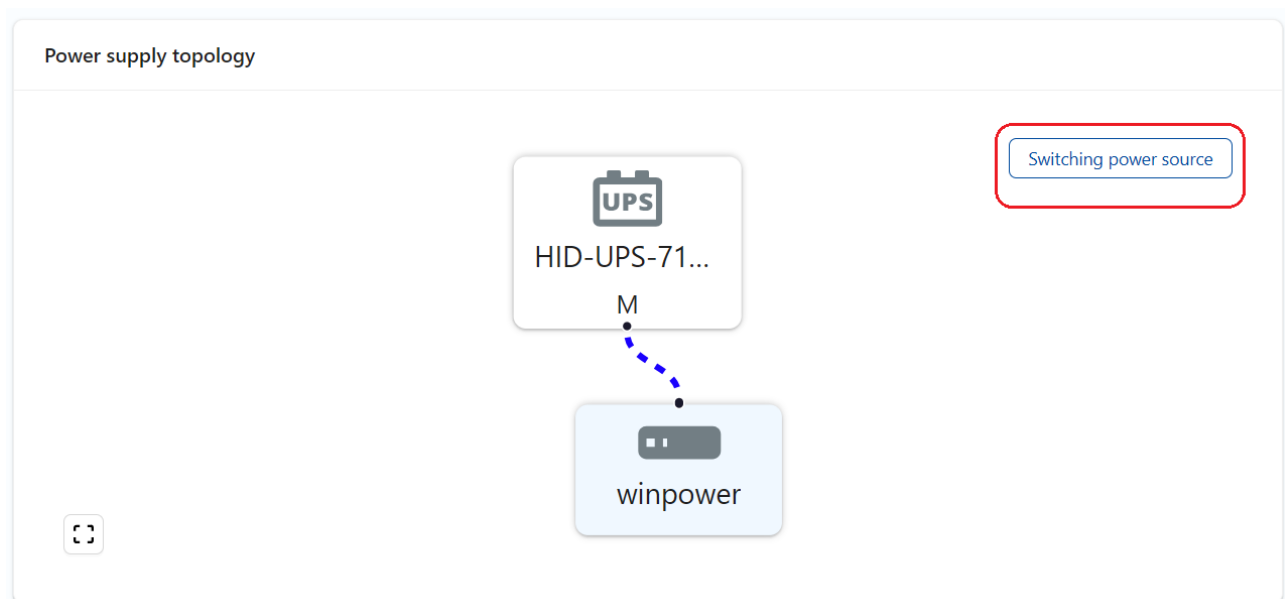 Power supply topology
Switching power source
UPS
HID-UPS-71...
M
winpower